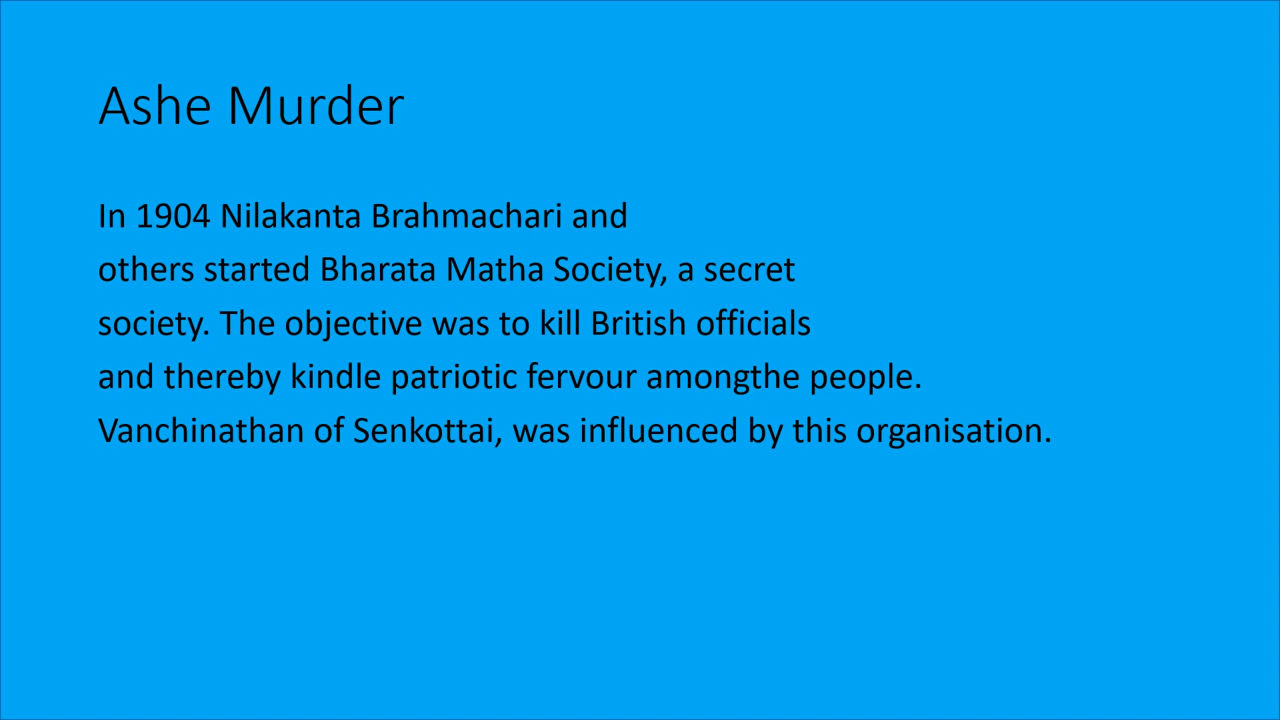 Ashe Murder
In 1904 Nilakanta Brahmachari and
others started Bharata Matha Society, a secret
society. The objective was to kill British officials
and thereby kindle patriotic fervour amongthe people.
Vanchinathan of Senkottai, was influenced by this organisation.